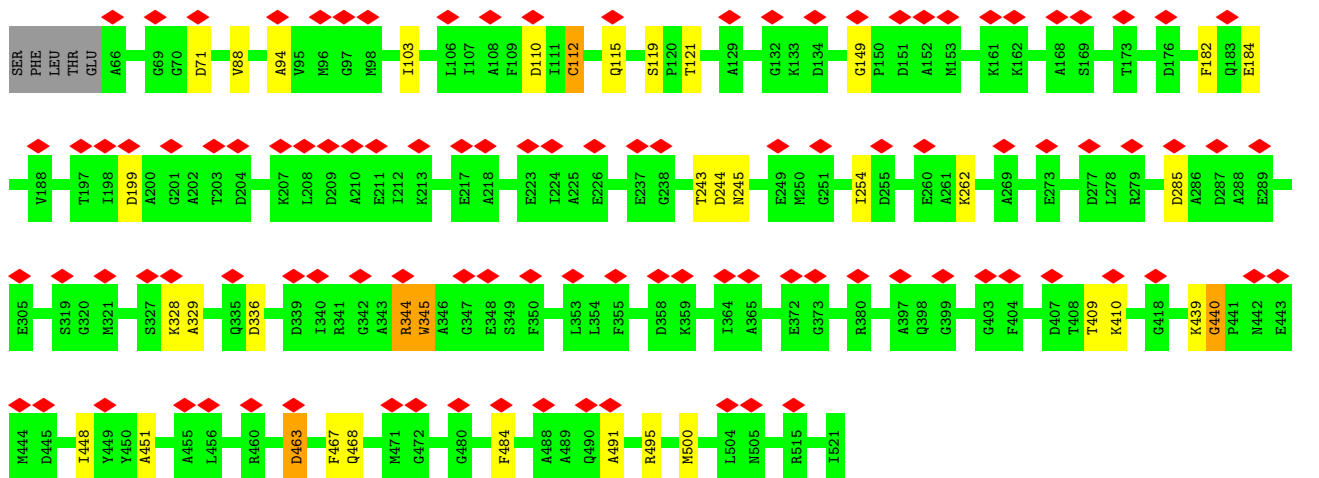 SER PHE LEU THR GLU A66 G69 G70 D71 V88 A94 V95 M96 G97 M98 I103 L106 I107 A108 F109 D110 I111 C112 Q115 S119 P120 T121 A129 G132 K133 D134 G149 P150 D151 A152 M153 K161 K162 A168 S169 T173 D176 F182 Q183 E184
V188 T197 I198 D199 A200 G201 A202 T203 D204 K207 L208 D209 A210 E211 I212 K213 E217 A218 E223 I224 A225 E226 E237 G238 T243 D244 N245 E249 M250 G251 I254 D255 E260 A261 K262 A269 E273 D277 L278 R279 D285 A286 D287 A288 E289
E305 S319 G320 N321 S327 K328 A329 Q335 D336 D339 I340 R341 G342 A343 R344 W345 A346 G347 E348 S349 F350 L353 L354 F355 D358 K359 I364 A365 E372 G373 R380 A397 Q398 G399 G403 F404 D407 T408 T409 K410 G418 K439 G440 P441 N442 E443
M444 D445 I448 Y449 Y450 A451 A455 L456 R460 D463 F467 Q468 M471 G472 G480 F484 A488 A489 Q490 A491 R495 M500 L504 N505 R515 I521